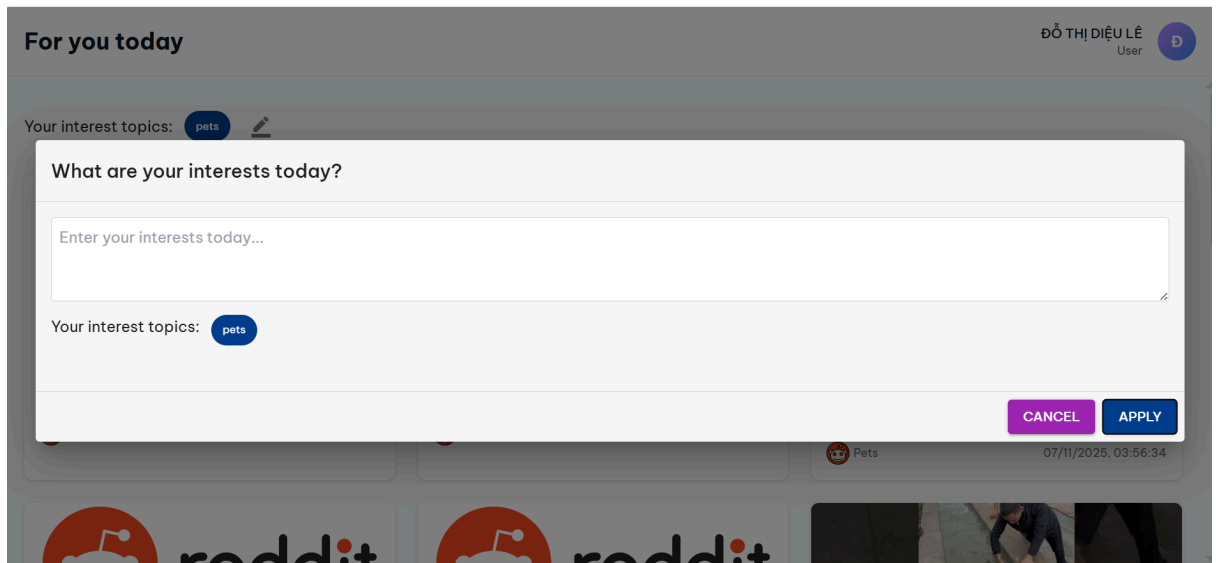 For you today
ĐỖ THỊ DIỆU LÊ
User
Đ
Your interest topics: pets
What are your interests today?
Enter your interests today...
Your interest topics: pets
CANCEL APPLY
Pets 07/11/2025, 03:56:34
reddit reddit